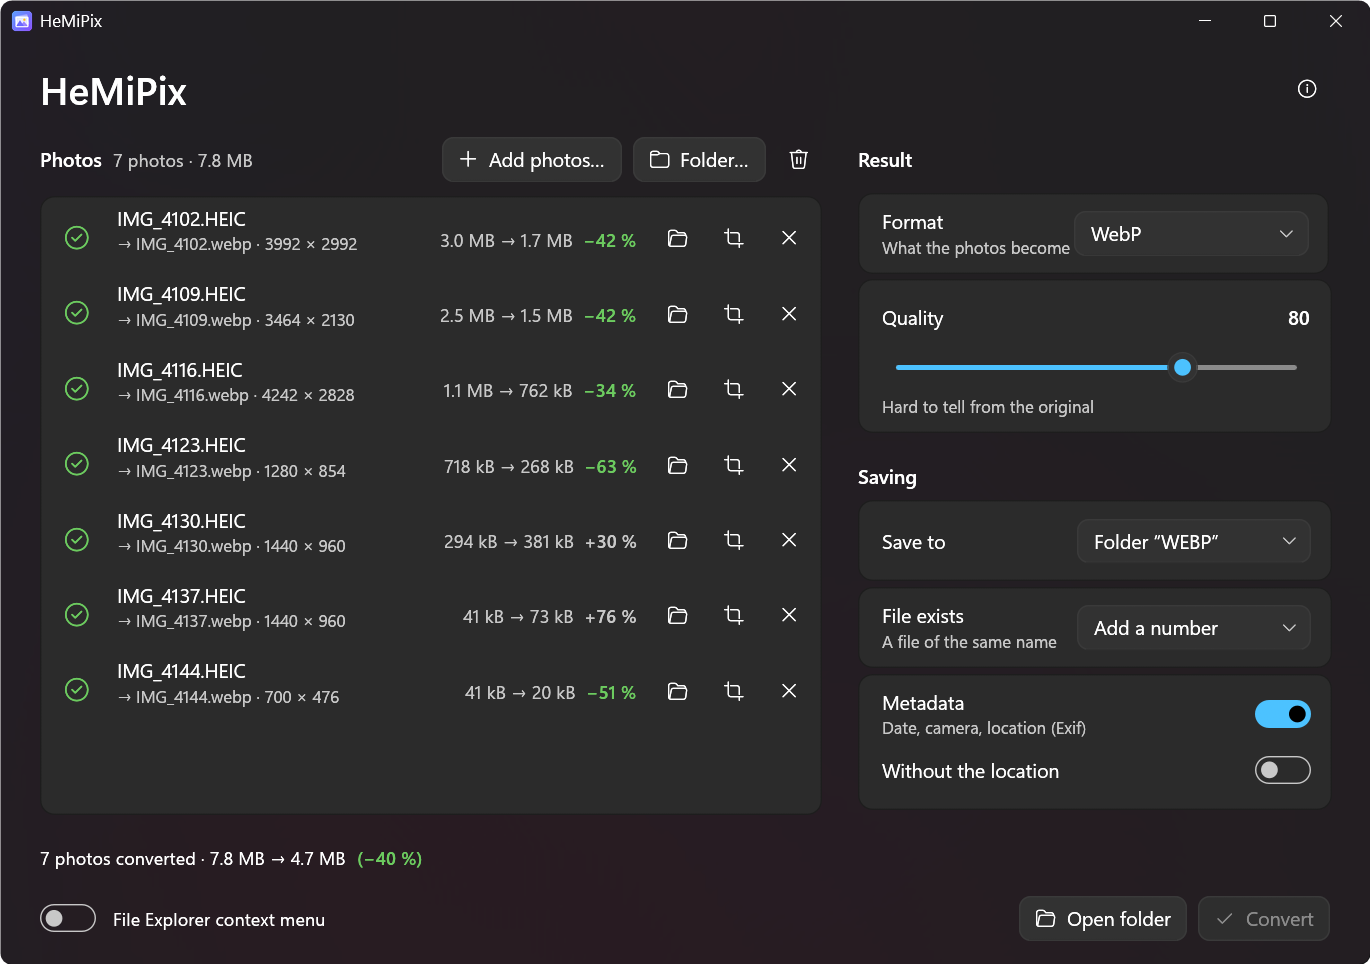 HeMiPix
HeMiPix
Photos 7 photos · 7.8 MB
Add photos...
Folder...
IMG_4102.HEIC
→ IMG_4102.webp · 3992 × 2992
3.0 MB → 1.7 MB −42 %
IMG_4109.HEIC
→ IMG_4109.webp · 3464 × 2130
2.5 MB → 1.5 MB −42 %
IMG_4116.HEIC
→ IMG_4116.webp · 4242 × 2828
1.1 MB → 762 kB −34 %
IMG_4123.HEIC
→ IMG_4123.webp · 1280 × 854
718 kB → 268 kB −63 %
IMG_4130.HEIC
→ IMG_4130.webp · 1440 × 960
294 kB → 381 kB +30 %
IMG_4137.HEIC
→ IMG_4137.webp · 1440 × 960
41 kB → 73 kB +76 %
IMG_4144.HEIC
→ IMG_4144.webp · 700 × 476
41 kB → 20 kB −51 %
7 photos converted · 7.8 MB → 4.7 MB (−40 %)
File Explorer context menu
Result
Format
What the photos become
WebP
Quality
80
Hard to tell from the original
Saving
Save to
Folder “WEBP”
File exists
A file of the same name
Add a number
Metadata
Date, camera, location (Exif)
Without the location
Open folder
Convert